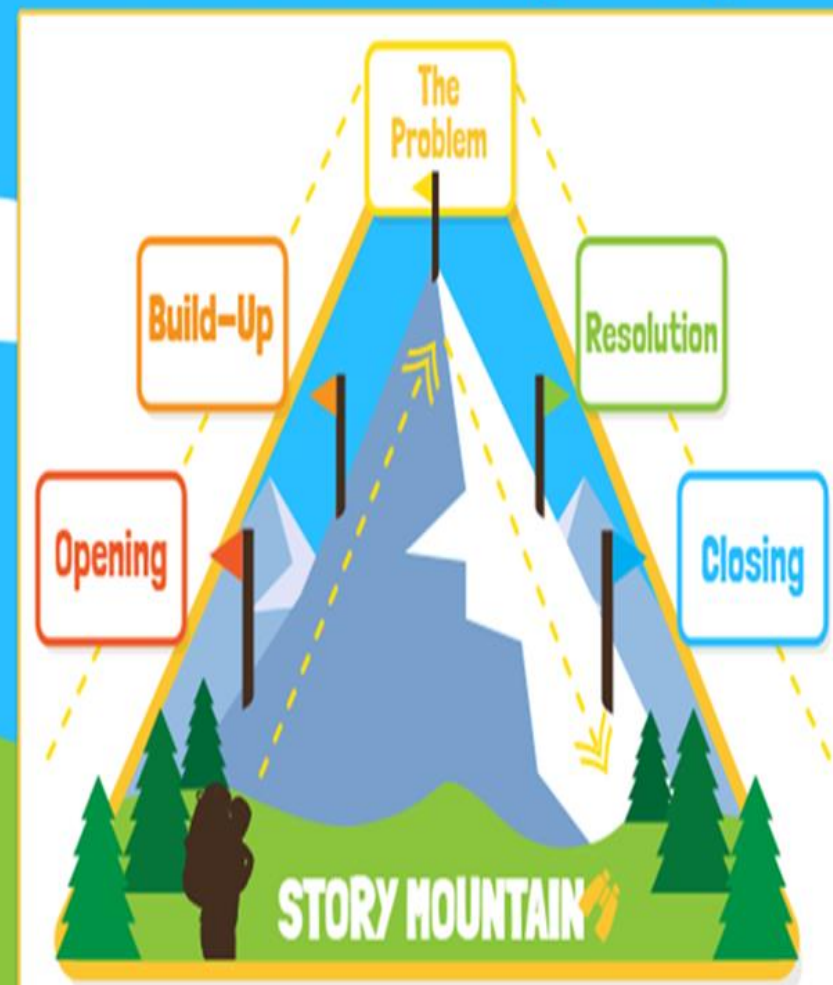 The
Problem
Build-Up
Resolution
Opening
Closing
STORY MOUNTAIN